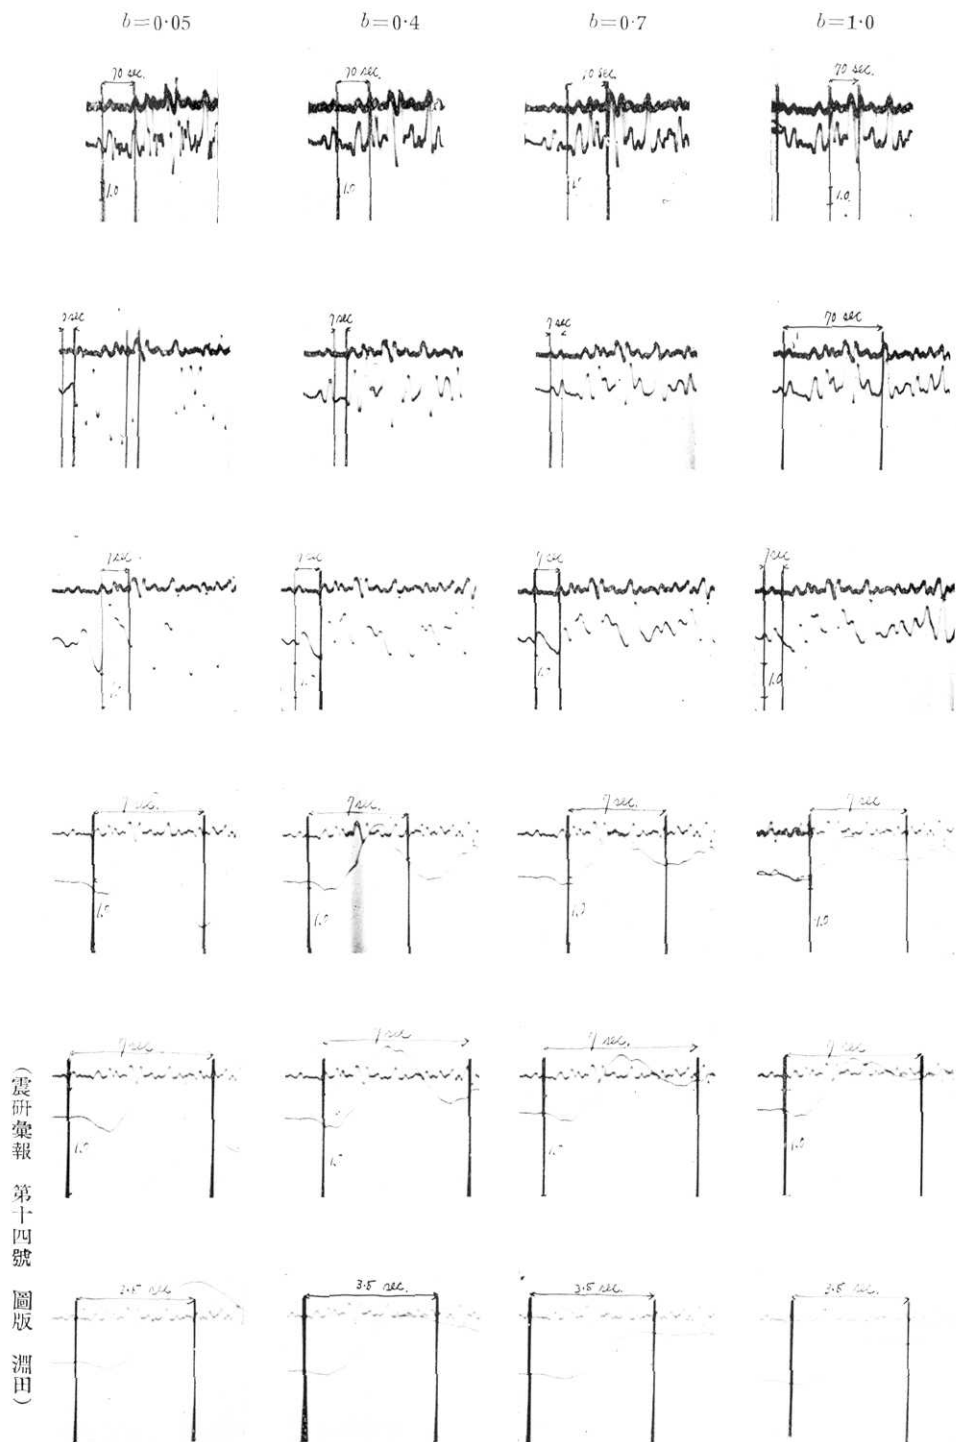 b=0·05 b=0·4 b=0·7 b=1·0
70 sec. 70 sec. 70 sec. 70 sec.
1.0 1.0 1.0
7 sec 7 sec 7 sec 70 sec
7 sec. 7 sec 7 sec 7 sec
1.0
7 sec. 7 sec. 7 sec. 7 sec
1.0 1.0 1.0 1.0
7 sec 7 sec 7 sec. 7 sec
1.0 1.0 1.0
3.5 sec 3.5 sec. 3.5 sec. 3.5 sec.
(震研彙報 第十四號 圖版 淵田)